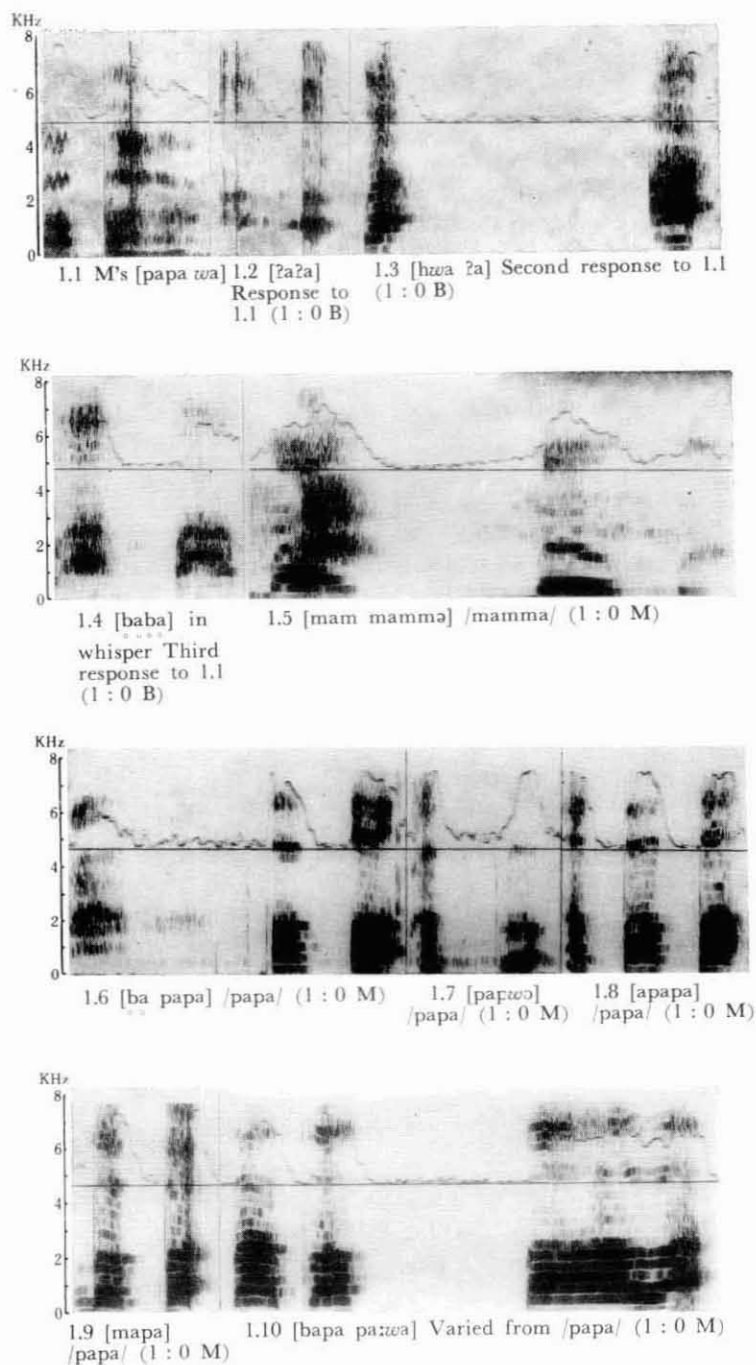 KHz
8
6
4
2
0
1.1 M's [papa wa] 1.2 [ʔaʔa] 1.3 [hwa ʔa] Second response to 1.1
Response to (1 : 0 B)
1.1 (1 : 0 B)
KHz
8
6
4
2
0
1.4 [b̥ḁb̥ḁ] in 1.5 [mam mammə] /mamma/ (1 : 0 M)
whisper Third
response to 1.1
(1 : 0 B)
KHz
8
6
4
2
0
1.6 [b̥ḁ papa] /papa/ (1 : 0 M) 1.7 [pap:wɔ] 1.8 [apapa]
/papa/ (1 : 0 M) /papa/ (1 : 0 M)
KHz
8
6
4
2
0
1.9 [mapa] 1.10 [bapa pa:wa] Varied from /papa/ (1 : 0 M)
/papa/ (1 : 0 M)